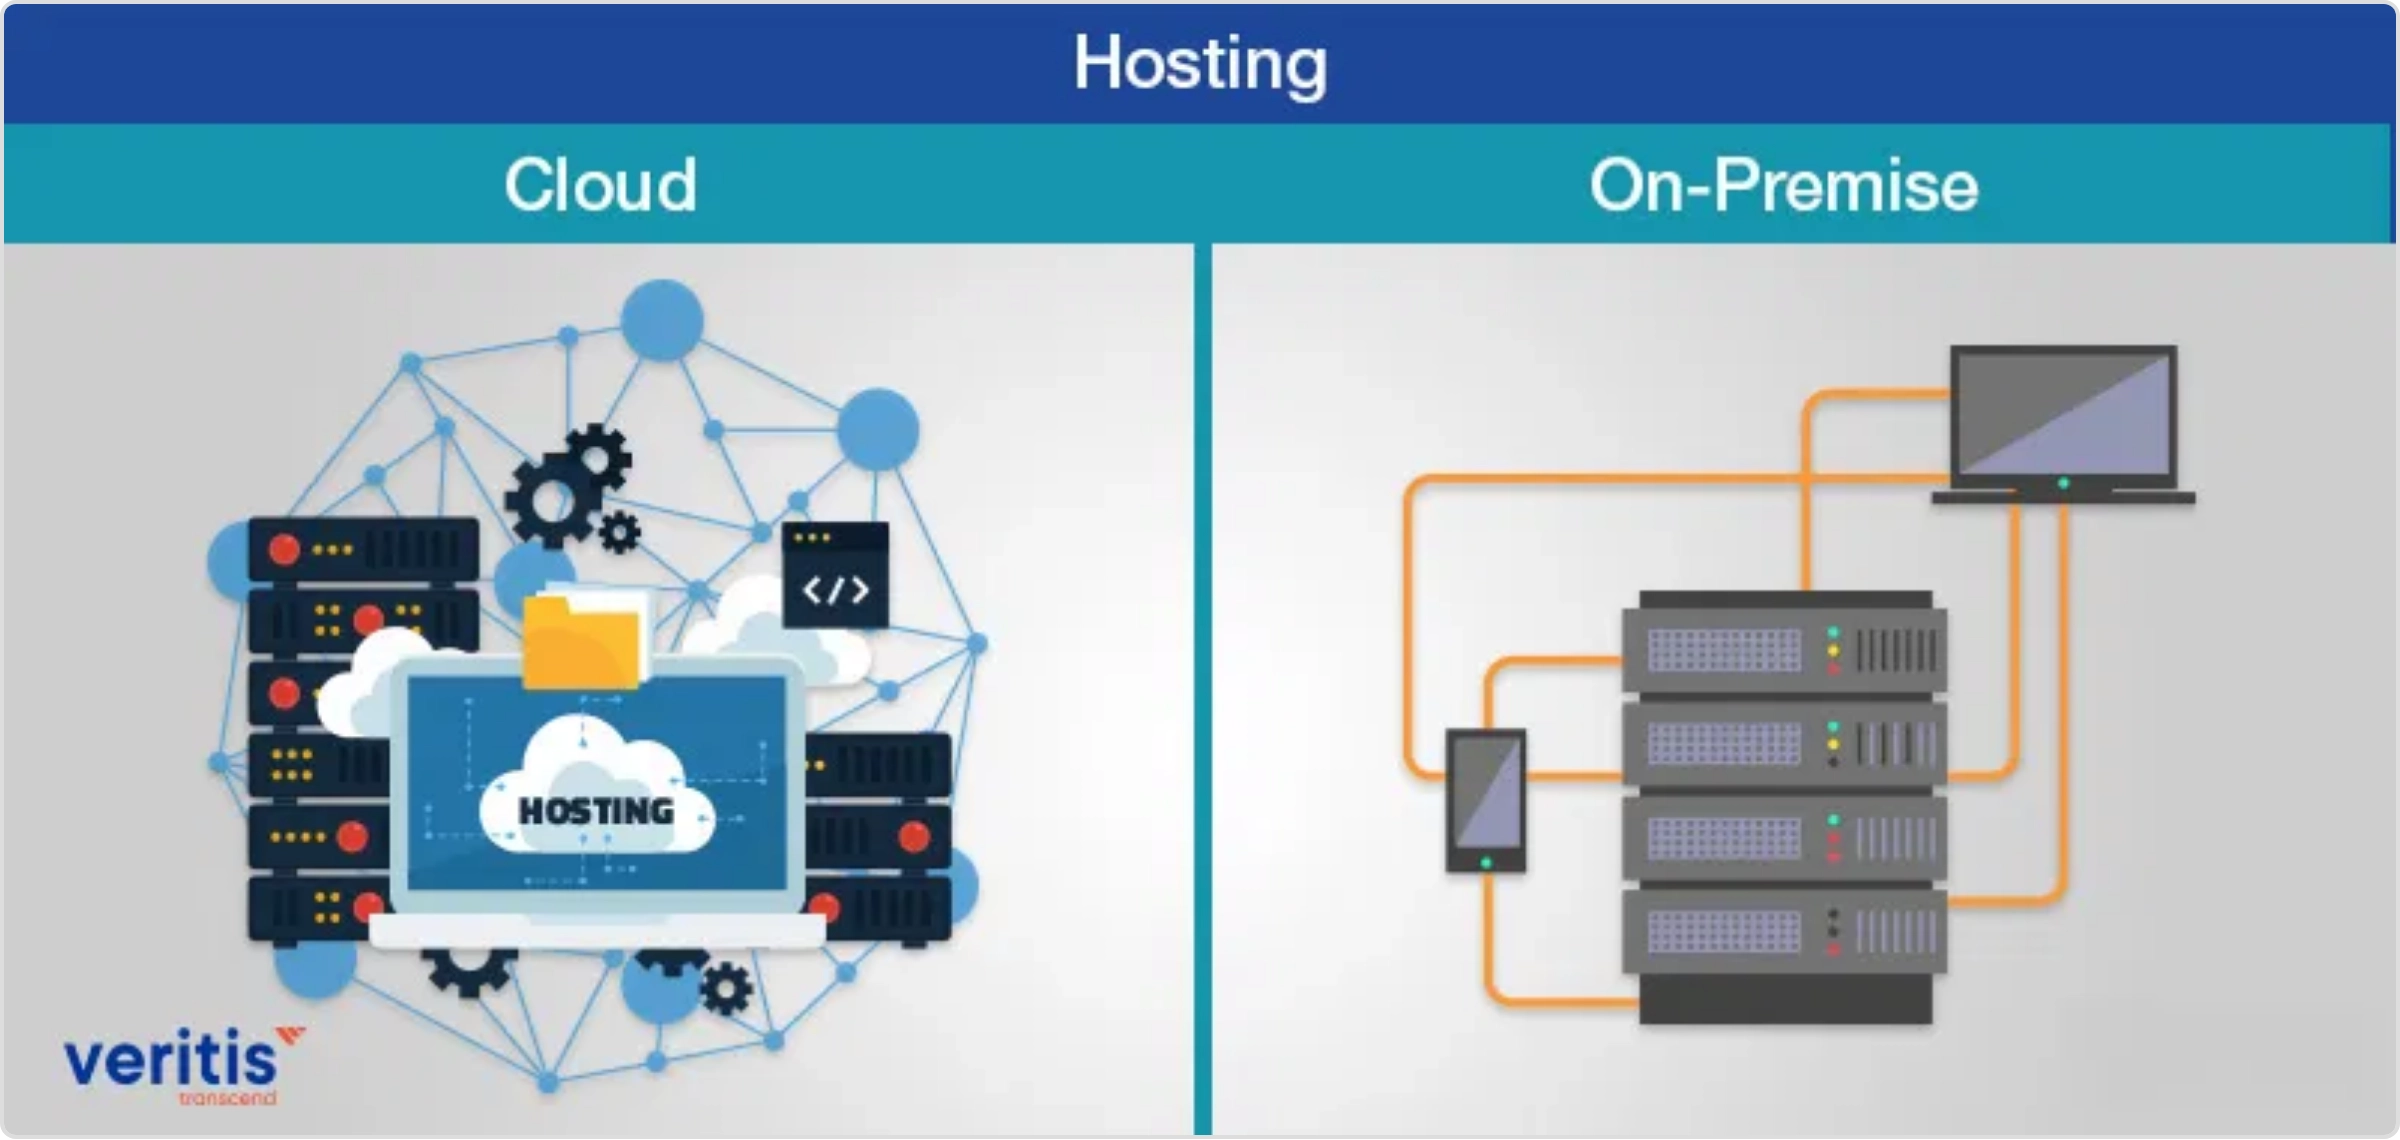 Hosting
Cloud
On-Premise
</>
HOSTING
veritis
transcend